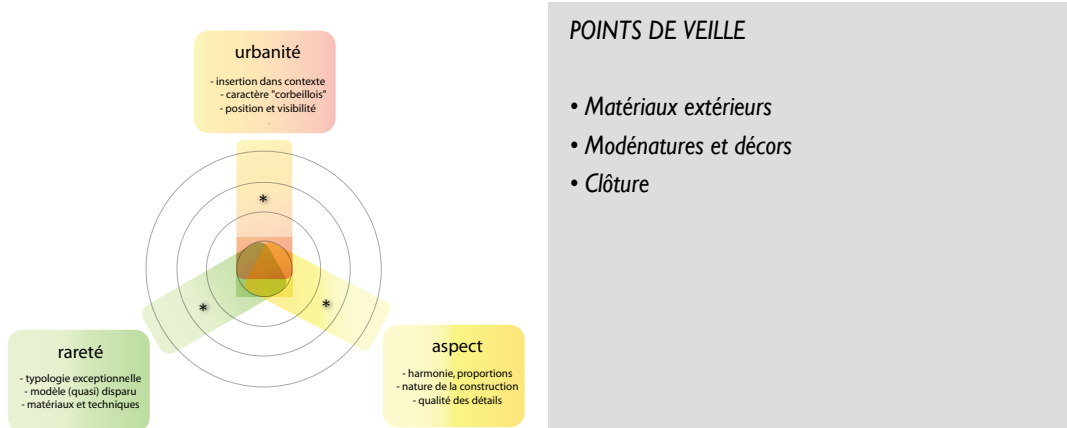 urbanité
- insertion dans contexte
- caractère "corbeillois"
- position et visibilité
*
*
*
rareté
- typologie exceptionnelle
- modèle (quasi) disparu
- matériaux et techniques
aspect
- harmonie, proportions
- nature de la construction
- qualité des détails
POINTS DE VEILLE
• Matériaux extérieurs
• Modénatures et décors
• Clôture